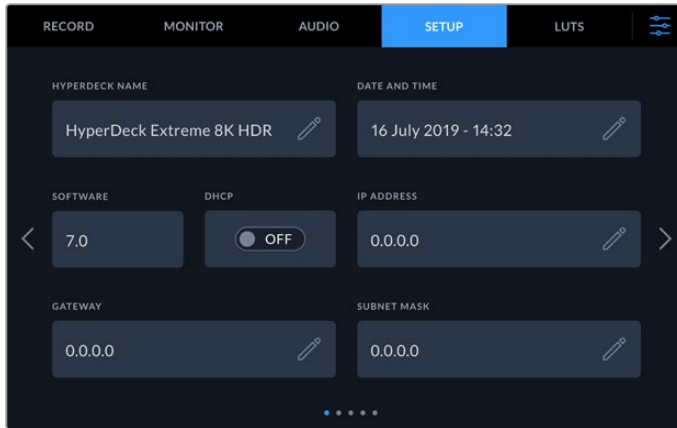 RECORD MONITOR AUDIO SETUP LUTS
HYPERDECK NAME DATE AND TIME
HyperDeck Extreme 8K HDR 16 July 2019 - 14:32
SOFTWARE DHCP IP ADDRESS
7.0 OFF 0.0.0.0
GATEWAY SUBNET MASK
0.0.0.0 0.0.0.0